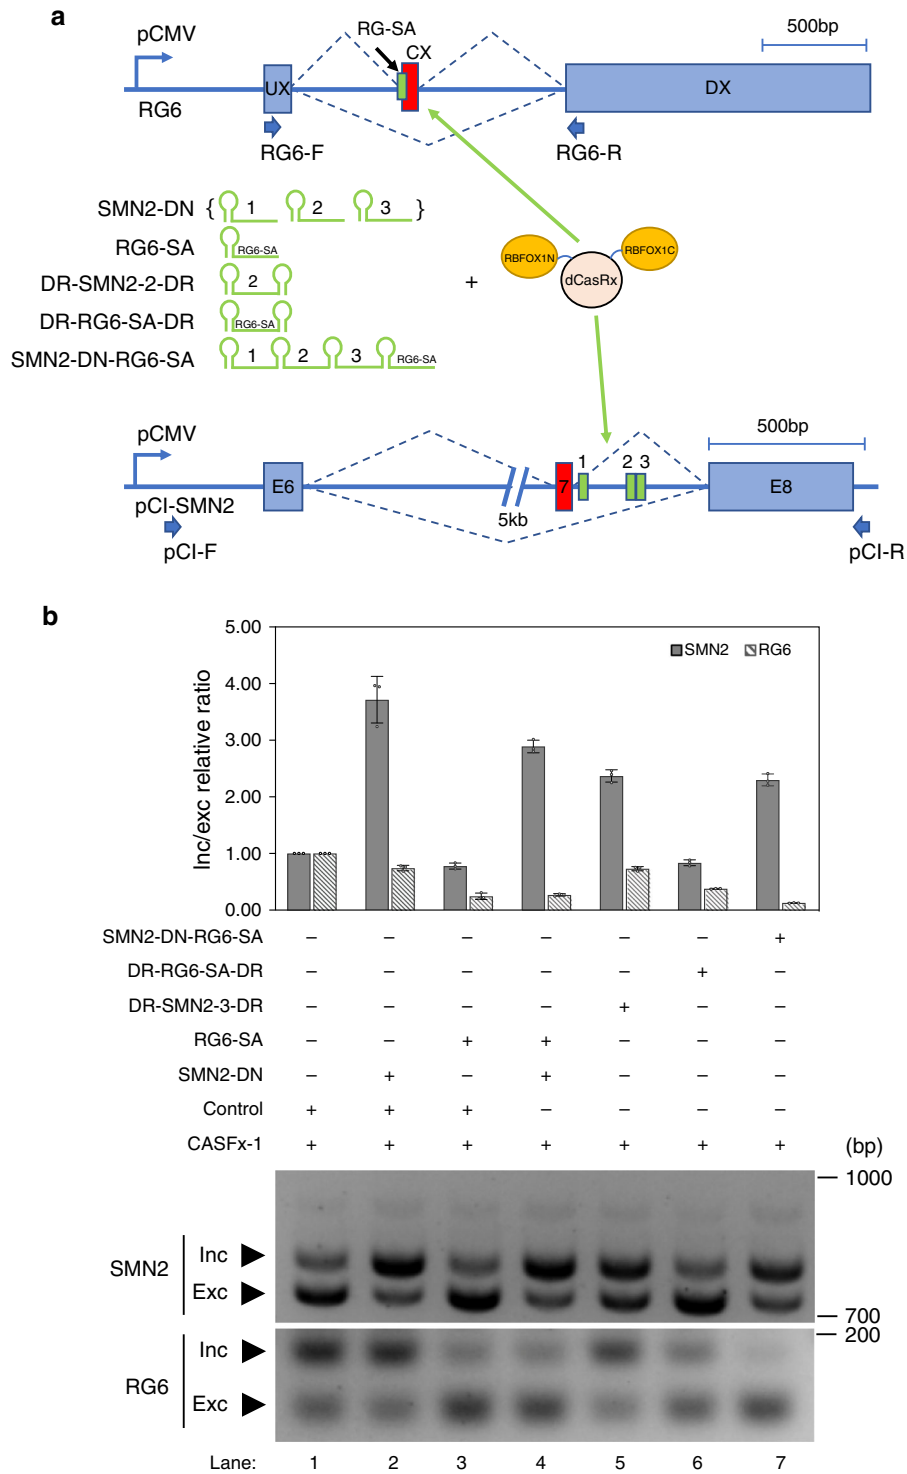 a
pCMV
RG-SA
CX
500bp
UX
DX
RG6
RG6-F
RG6-R
SMN2-DN { 1 2 3 }
RG6-SA RG6-SA
DR-SMN2-2-DR 2
DR-RG6-SA-DR RG6-SA
SMN2-DN-RG6-SA 1 2 3 RG6-SA
+
RBFOX1N
RBFOX1C
dCasRx
pCMV
500bp
E6
7
1
2 3
E8
pCI-SMN2
5kb
pCI-F
pCI-R
b
Inc/exc relative ratio
5.00
4.00
3.00
2.00
1.00
0.00
SMN2 RG6
SMN2-DN-RG6-SA – – – – – – +
DR-RG6-SA-DR – – – – – + –
DR-SMN2-3-DR – – – – + – –
RG6-SA – – + + – – –
SMN2-DN – + – + – – –
Control + + + – – – –
CASFx-1 + + + + + + +
(bp)
1000
SMN2
Inc
Exc
700
200
RG6
Inc
Exc
Lane: 1 2 3 4 5 6 7